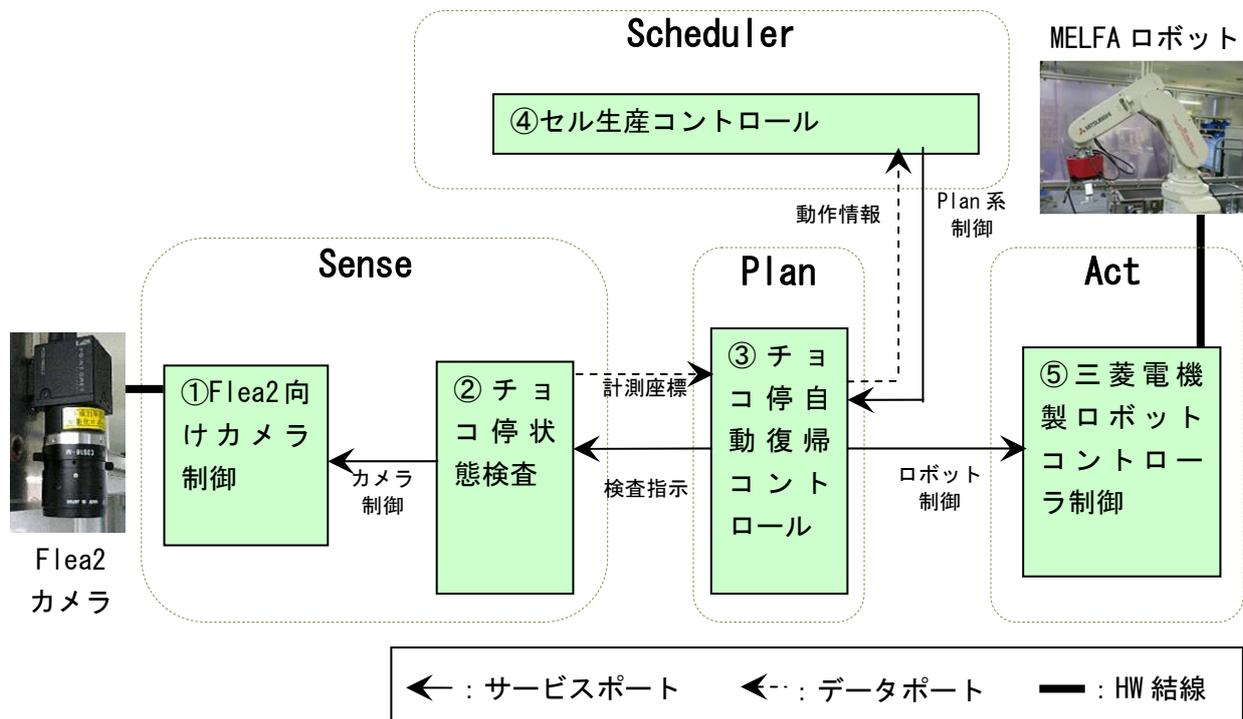 Scheduler
MELFA ロボット
④セル生産コントロール
MITSUBISHI
動作情報
Plan 系
制御
Sense
Plan
Act
①Flea2 向
けカメラ
制御
②チョ
コ停状
態検査
計測座標
③チョ
コ停自
動復帰
コント
ロール
⑤三菱電機
製ロボット
コントロー
ラ制御
カメラ
制御
検査指示
ロボット
制御
Flea2
カメラ
：サービスポート
：データポート
：HW 結線